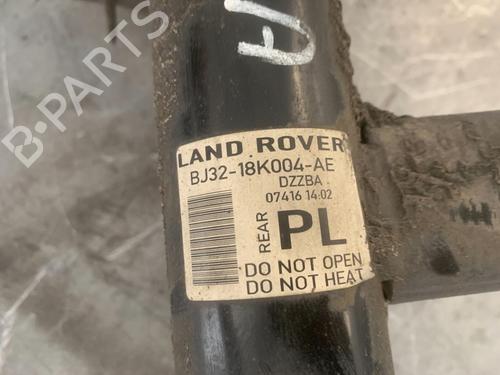 B-PARTS
LAND ROVER
BJ32-18K004-AE
DZZBA
07416 14:02
REAR
PL
DO NOT OPEN
DO NOT HEAT